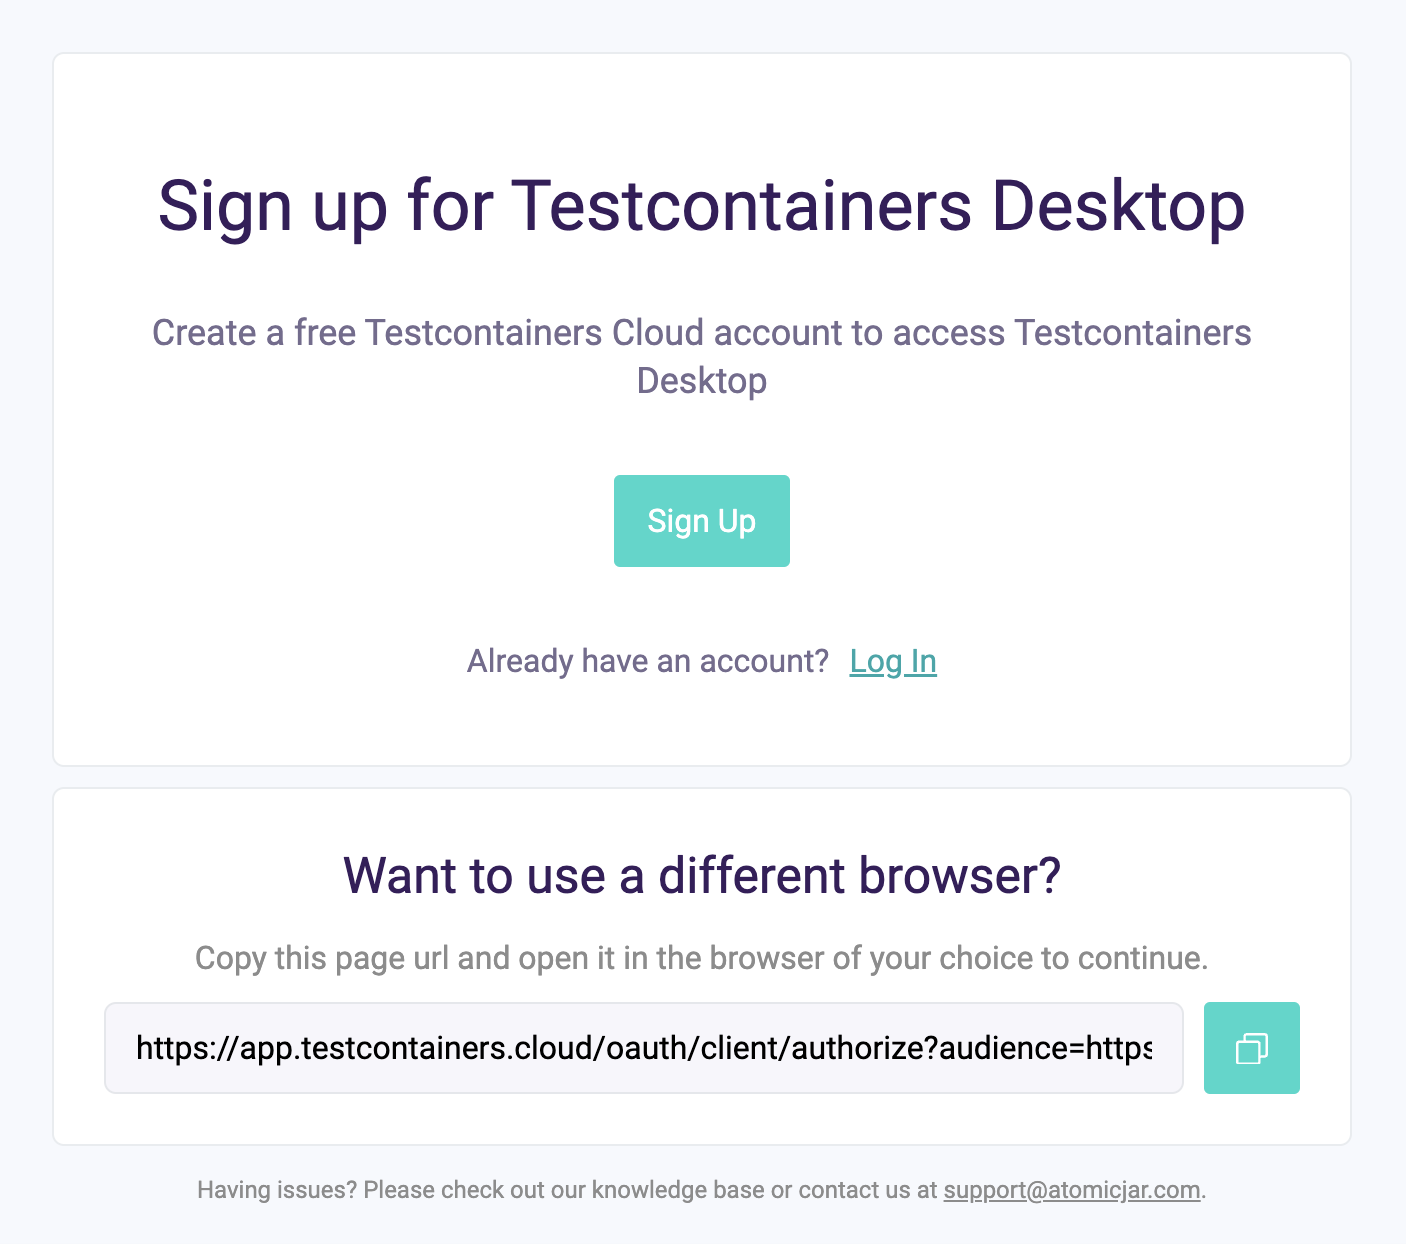 Sign up for Testcontainers Desktop
Create a free Testcontainers Cloud account to access Testcontainers
Desktop
Sign Up
Already have an account? Log In
Want to use a different browser?
Copy this page url and open it in the browser of your choice to continue.
https://app.testcontainers.cloud/oauth/client/authorize?audience=https
Having issues? Please check out our knowledge base or contact us at support@atomicjar.com.